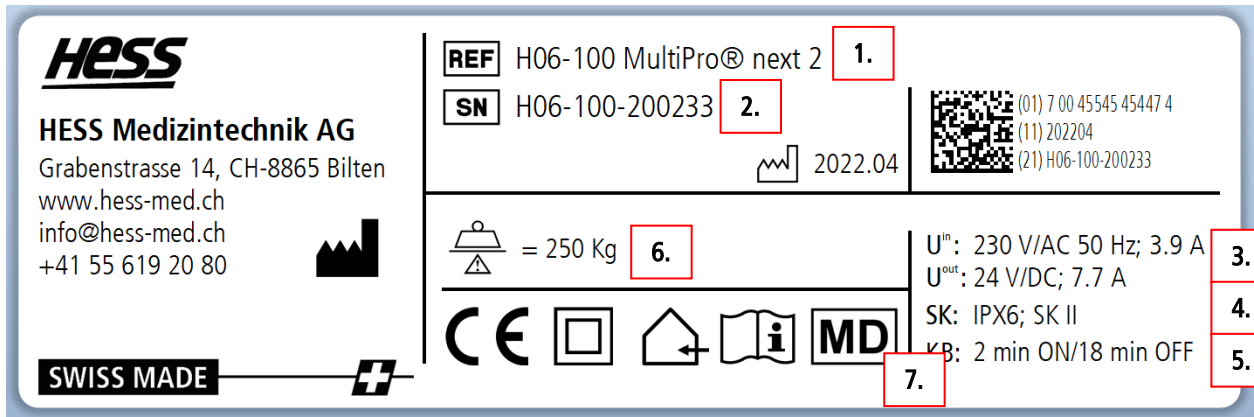 HESS
HESS Medizintechnik AG
Grabenstrasse 14, CH-8865 Bilten
www.hess-med.ch
info@hess-med.ch
+41 55 619 20 80
SWISS MADE
REF H06-100 MultiPro® next 2 1.
SN H06-100-200233 2.
2022.04
(01) 7 00 45545 45447 4
(11) 202204
(21) H06-100-200233
= 250 Kg 6.
CE i MD 7.
Uin: 230 V/AC 50 Hz; 3.9 A 3.
Uout: 24 V/DC; 7.7 A
SK: IPX6; SK II 4.
KB: 2 min ON/18 min OFF 5.